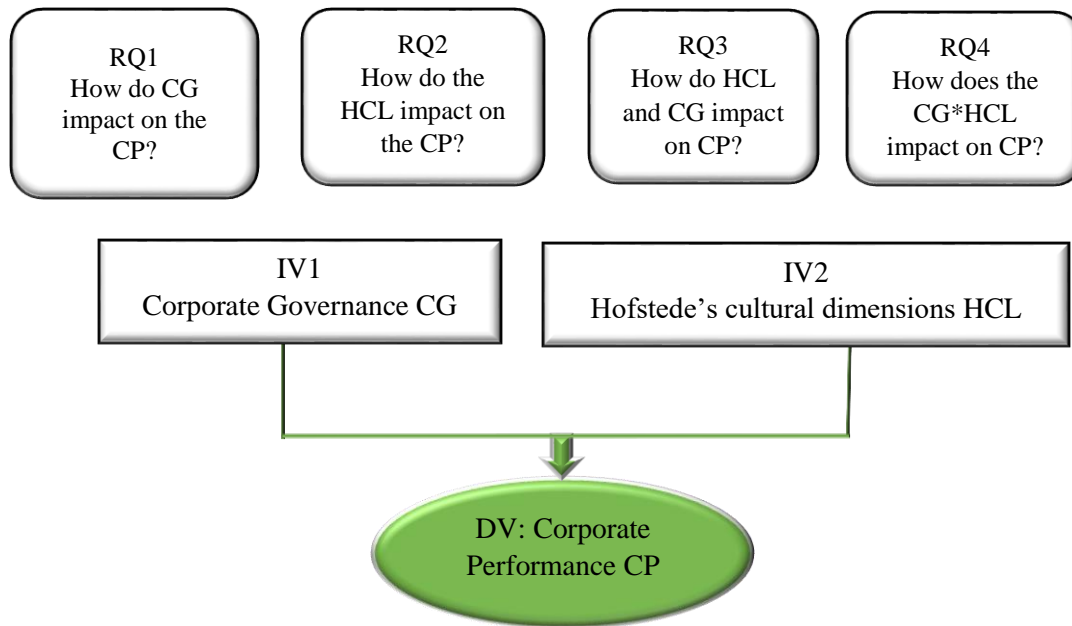 RQ1
How do CG
impact on the
CP?
RQ2
How do the
HCL impact on
the CP?
RQ3
How do HCL
and CG impact
on CP?
RQ4
How does the
CG*HCL
impact on CP?
IV1
Corporate Governance CG
IV2
Hofstede’s cultural dimensions HCL
DV: Corporate
Performance CP